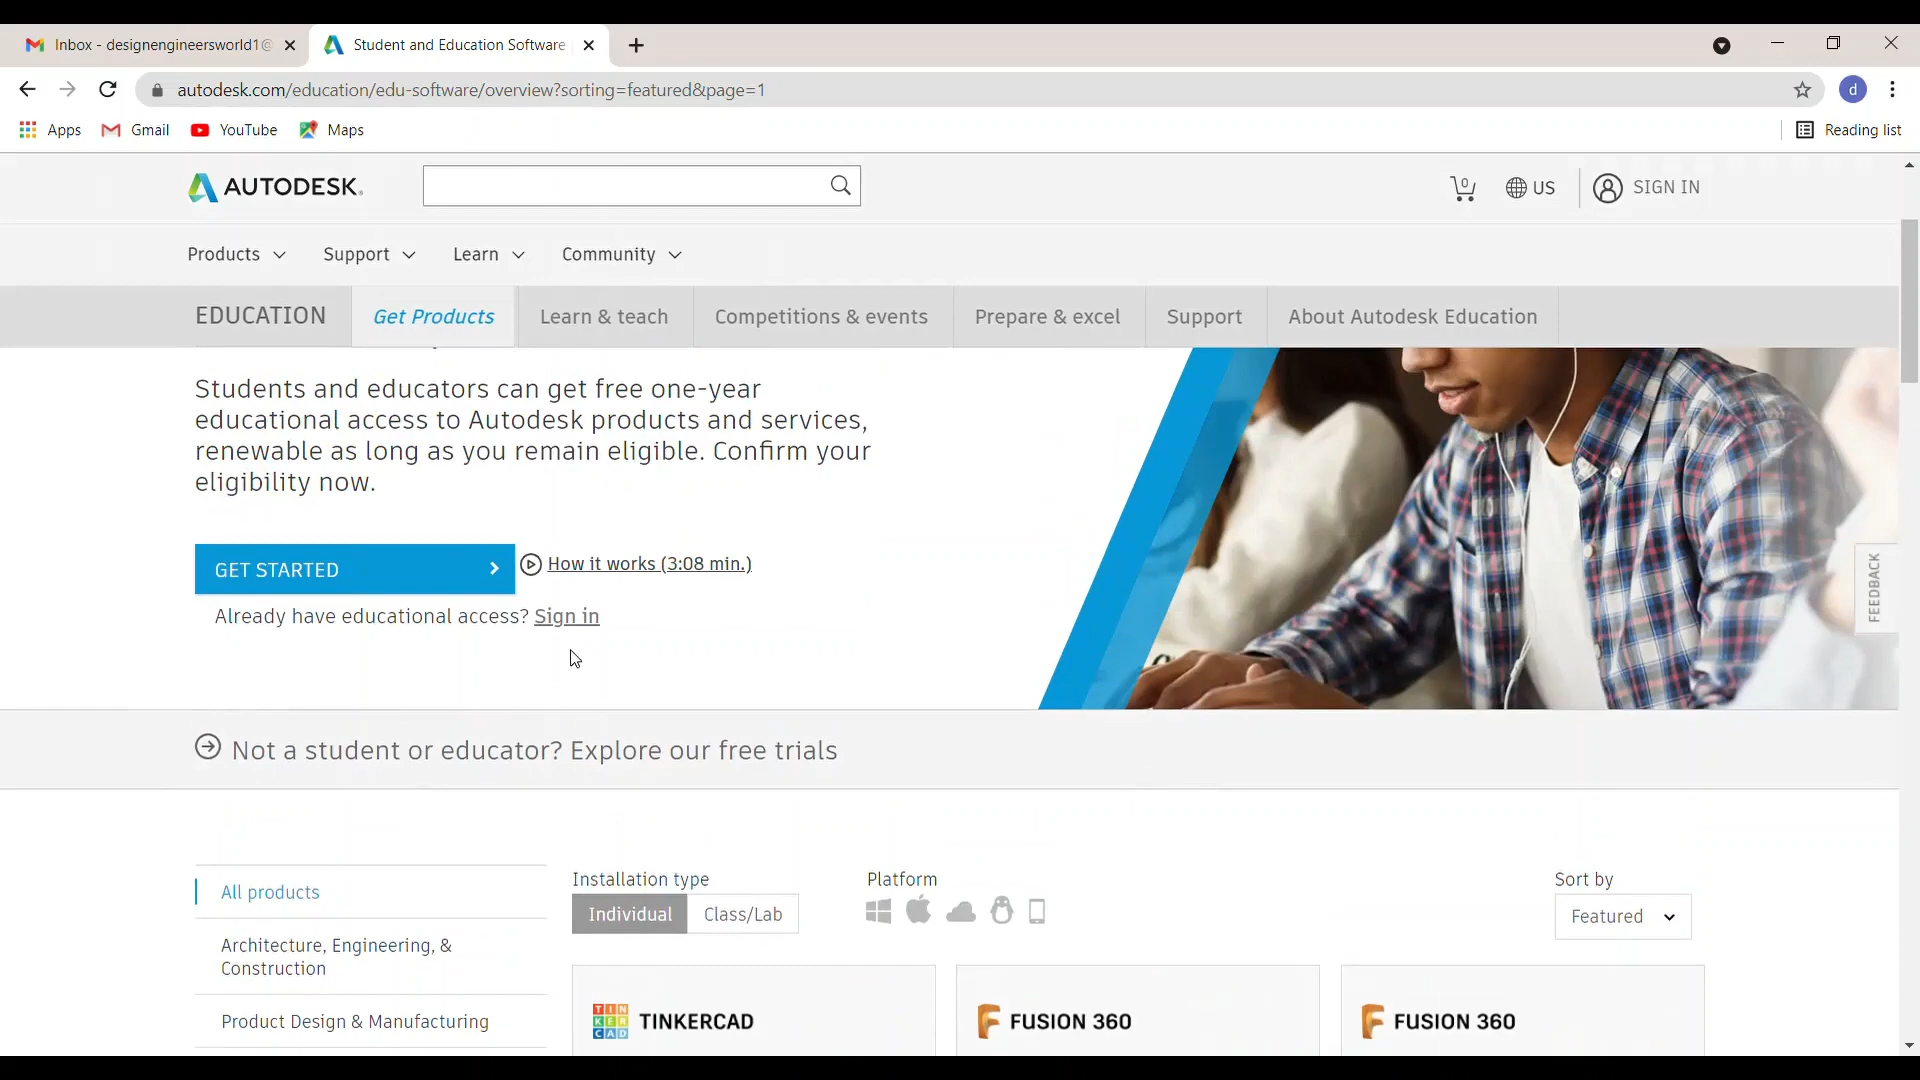 Inbox - designengineersworld1@
Student and Education Software
autodesk.com/education/edu-software/overview?sorting=featured&page=1
d
Apps
Gmail
YouTube
Maps
Reading list
AUTODESK.
0
US
SIGN IN
Products
Support
Learn
Community
EDUCATION
Get Products
Learn & teach
Competitions & events
Prepare & excel
Support
About Autodesk Education
Students and educators can get free one-year
educational access to Autodesk products and services,
renewable as long as you remain eligible. Confirm your
eligibility now.
GET STARTED
How it works (3:08 min.)
Already have educational access? Sign in
FEEDBACK
Not a student or educator? Explore our free trials
All products
Architecture, Engineering, &
Construction
Product Design & Manufacturing
Installation type
Individual
Class/Lab
Platform
Sort by
Featured
TIN
KER
CAD
TINKERCAD
FUSION 360
FUSION 360